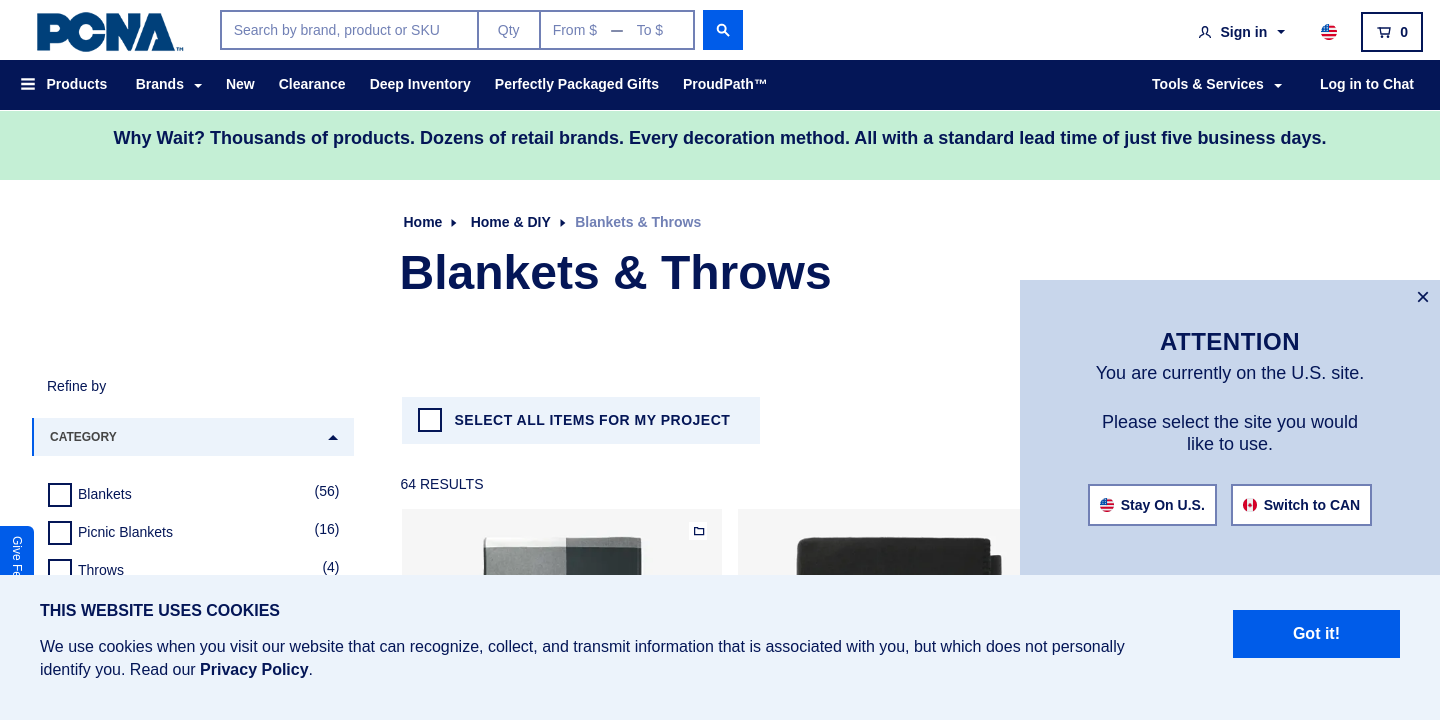 PCNA™
Search by brand, product or SKU
Qty
From $
To $
Sign in
0
Products
Brands
New
Clearance
Deep Inventory
Perfectly Packaged Gifts
ProudPath™
Tools & Services
Log in to Chat
Why Wait? Thousands of products. Dozens of retail brands. Every decoration method. All with a standard lead time of just five business days.
Home
Home & DIY
Blankets & Throws
Blankets & Throws
Refine by
CATEGORY
Blankets (56)
Picnic Blankets (16)
Throws (4)
SELECT ALL ITEMS FOR MY PROJECT
64 RESULTS
ATTENTION
You are currently on the U.S. site.
Please select the site you would
like to use.
Stay On U.S.
Switch to CAN
Give
THIS WEBSITE USES COOKIES
We use cookies when you visit our website that can recognize, collect, and transmit information that is associated with you, but which does not personally
identify you. Read our Privacy Policy.
Got it!